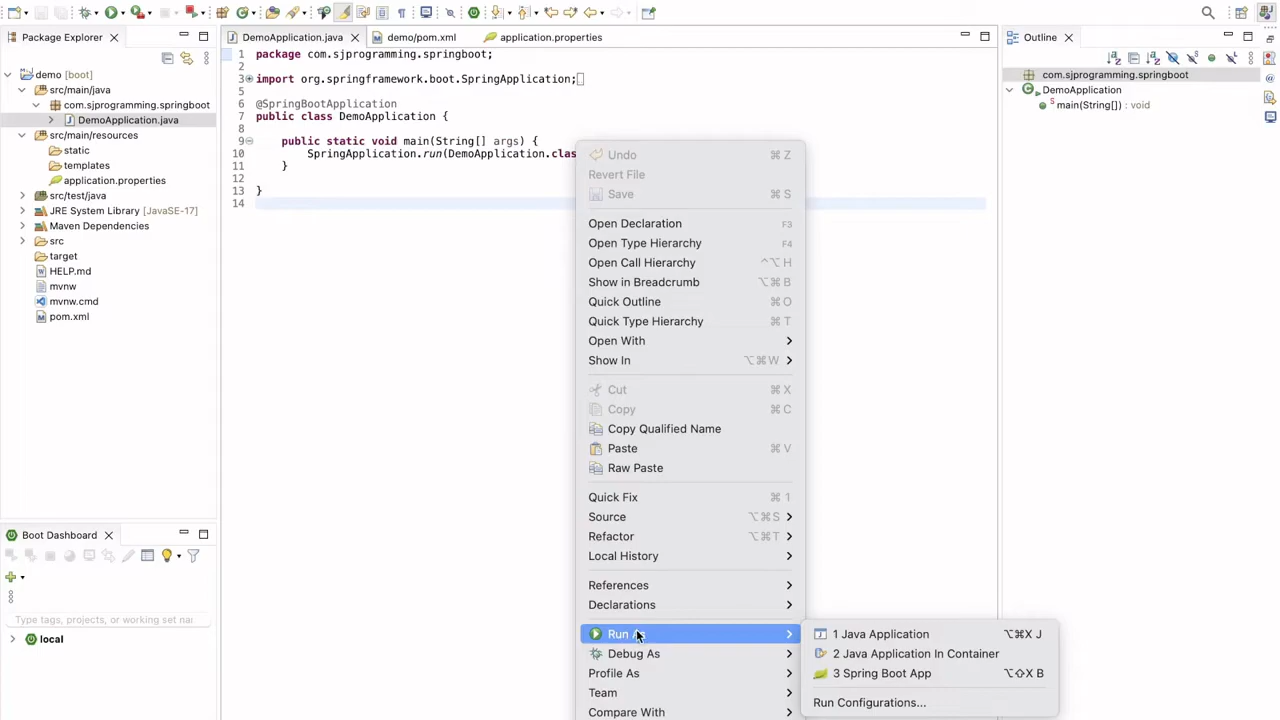 Package Explorer
demo [boot]
src/main/java
com.sjprogramming.springboot
DemoApplication.java
src/main/resources
static
templates
application.properties
src/test/java
JRE System Library [JavaSE-17]
Maven Dependencies
src
target
HELP.md
mvnw
mvnw.cmd
pom.xml
Boot Dashboard
Type tags, projects, or working set nai
local
DemoApplication.java
demo/pom.xml
application.properties
1 package com.sjprogramming.springboot;
2
3 import org.springframework.boot.SpringApplication;
5
6 @SpringBootApplication
7 public class DemoApplication {
8
9 public static void main(String[] args) {
10 SpringApplication.run(DemoApplication.clas
11 }
12
13 }
14
Undo ⌘ Z
Revert File
Save ⌘ S
Open Declaration F3
Open Type Hierarchy F4
Open Call Hierarchy ^⌥ H
Show in Breadcrumb ⌥⌘ B
Quick Outline ⌘ O
Quick Type Hierarchy ⌘ T
Open With
Show In ⌥⌘ W
Cut ⌘ X
Copy ⌘ C
Copy Qualified Name
Paste ⌘ V
Raw Paste
Quick Fix ⌘ 1
Source ⌥⌘ S
Refactor ⌥⌘ T
Local History
References
Declarations
Run As
Debug As
Profile As
Team
Compare With
1 Java Application ⌥⌘X J
2 Java Application In Container
3 Spring Boot App ⌥⇧X B
Run Configurations...
Outline
com.sjprogramming.springboot
DemoApplication
main(String[]) : void